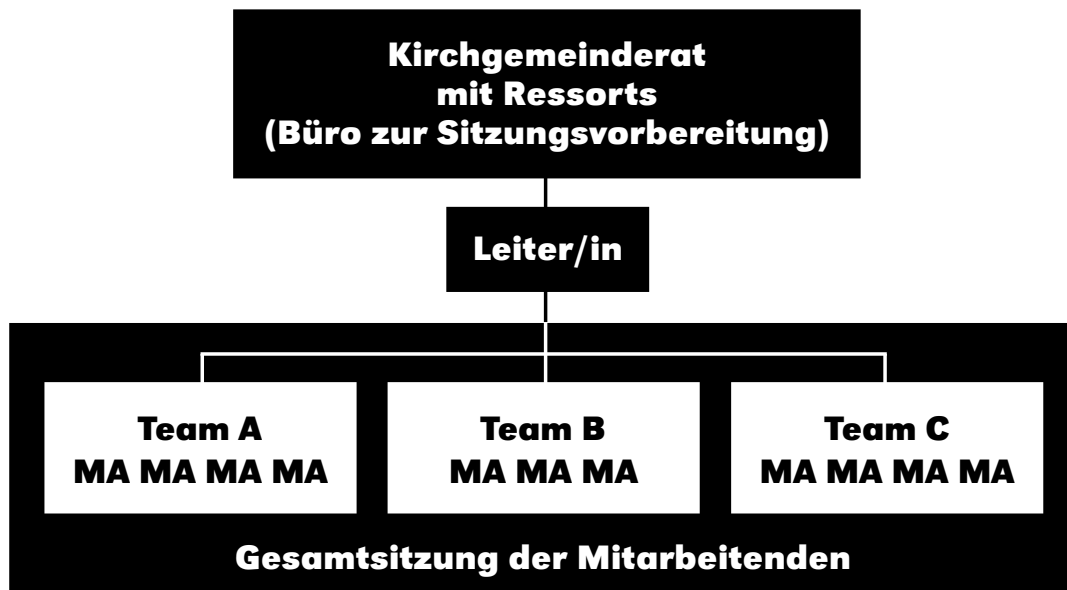 Kirchgemeinderat
mit Ressorts
(Büro zur Sitzungsvorbereitung)
Leiter/in
Team A
MA MA MA MA
Team B
MA MA MA
Team C
MA MA MA MA
Gesamtsitzung der Mitarbeitenden